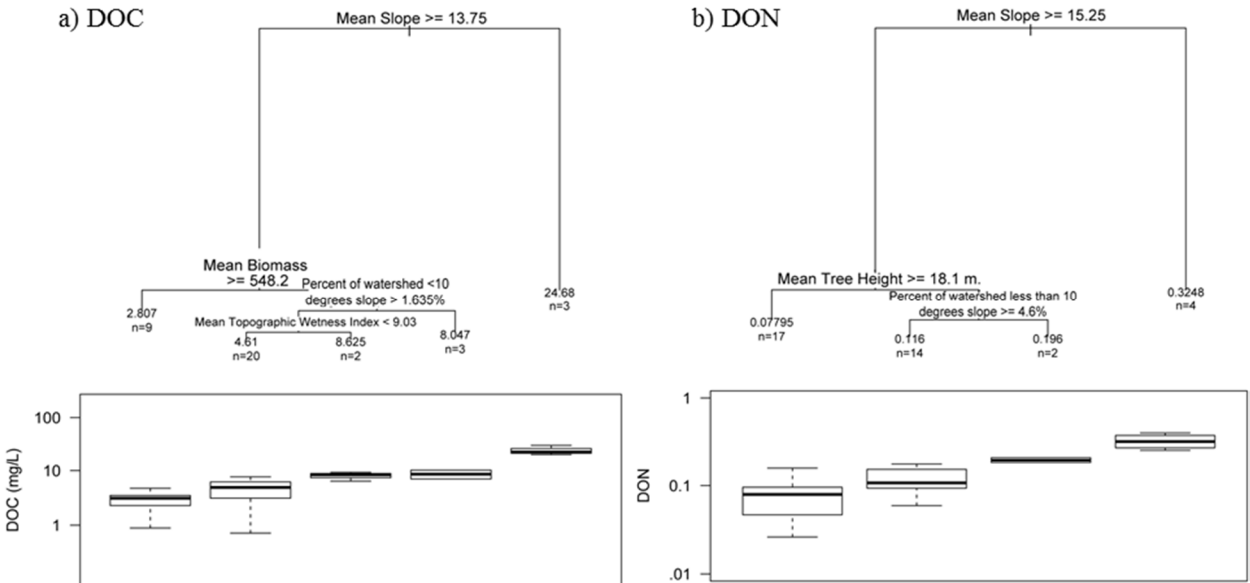 a) DOC
Mean Slope >= 13.75
Mean Biomass
>= 548.2
Percent of watershed <10
degrees slope > 1.635%
2.807
n=9
Mean Topographic Wetness Index < 9.03
4.61
n=20
8.625
n=2
8.047
n=3
24.68
n=3
b) DON
Mean Slope >= 15.25
Mean Tree Height >= 18.1 m.
Percent of watershed less than 10
degrees slope >= 4.6%
0.07795
n=17
0.116
n=14
0.196
n=2
0.3248
n=4
DOC (mg/L)
100
10
1
DON
1
0.1
.01